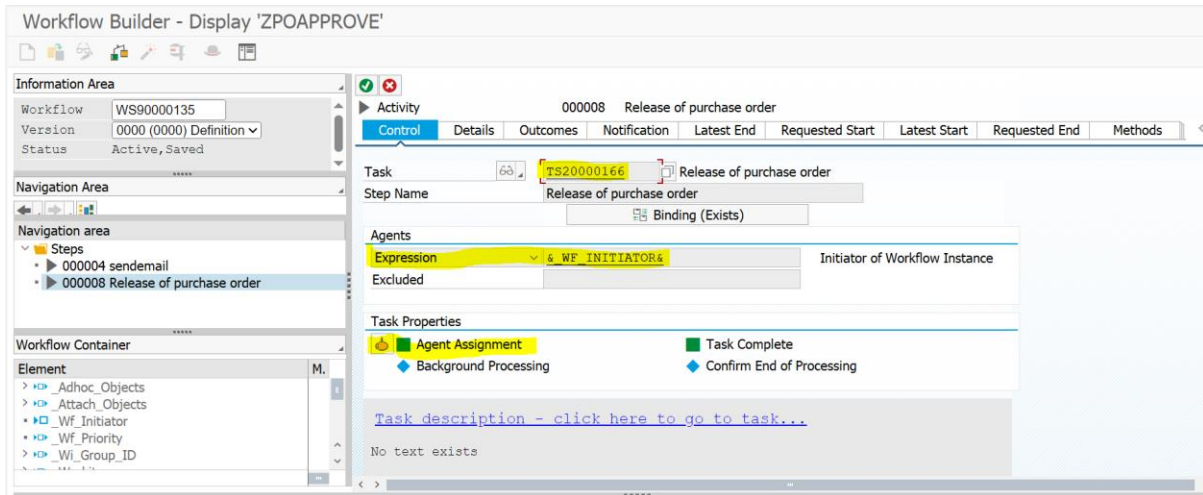 Workflow Builder - Display 'ZPOAPPROVE'
Information Area
Workflow WS90000135
Version 0000 (0000) Definition
Status Active,Saved
Navigation Area
Navigation area
Steps
000004 sendemail
000008 Release of purchase order
Workflow Container
Element M.
_Adhoc_Objects
_Attach_Objects
_Wf_Initiator
_Wf_Priority
_Wi_Group_ID
Activity 000008 Release of purchase order
Control Details Outcomes Notification Latest End Requested Start Latest Start Requested End Methods
Task TS20000166 Release of purchase order
Step Name Release of purchase order
Binding (Exists)
Agents
Expression &_WF_INITIATOR& Initiator of Workflow Instance
Excluded
Task Properties
Agent Assignment Task Complete
Background Processing Confirm End of Processing
Task description - click here to go to task...
No text exists